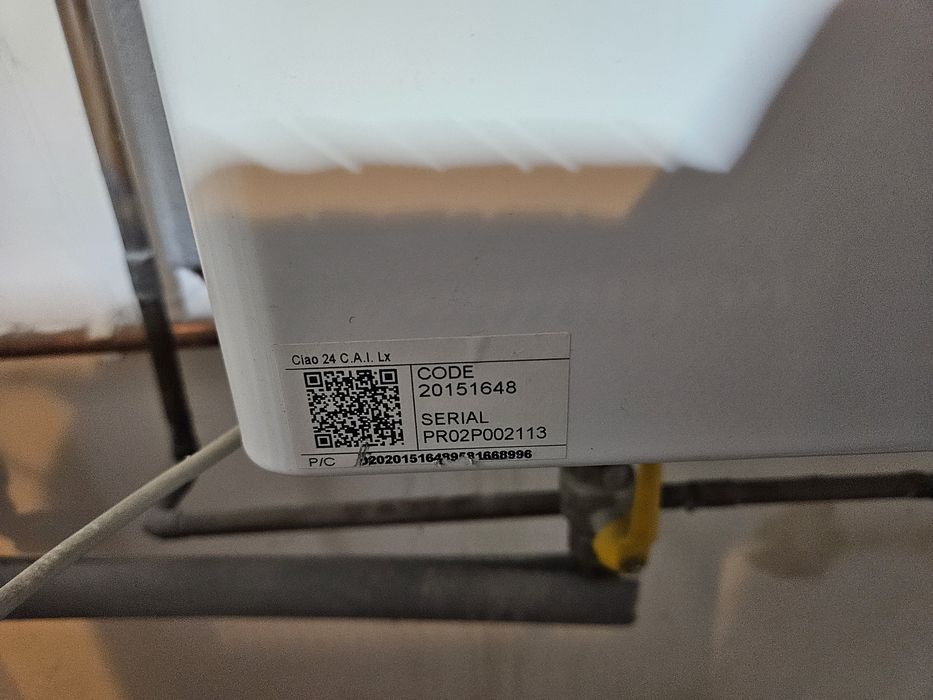 Ciao 24 C.A.I. Lx
CODE
20151648
SERIAL
PR02P002113
P/C